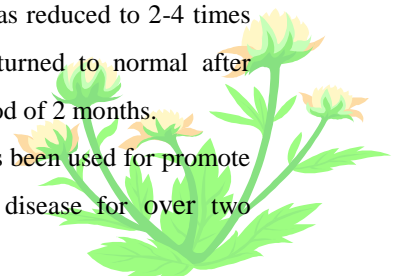 as reduced to 2-4 times
turned to normal after
od of 2 months.
s been used for promote
disease for over two